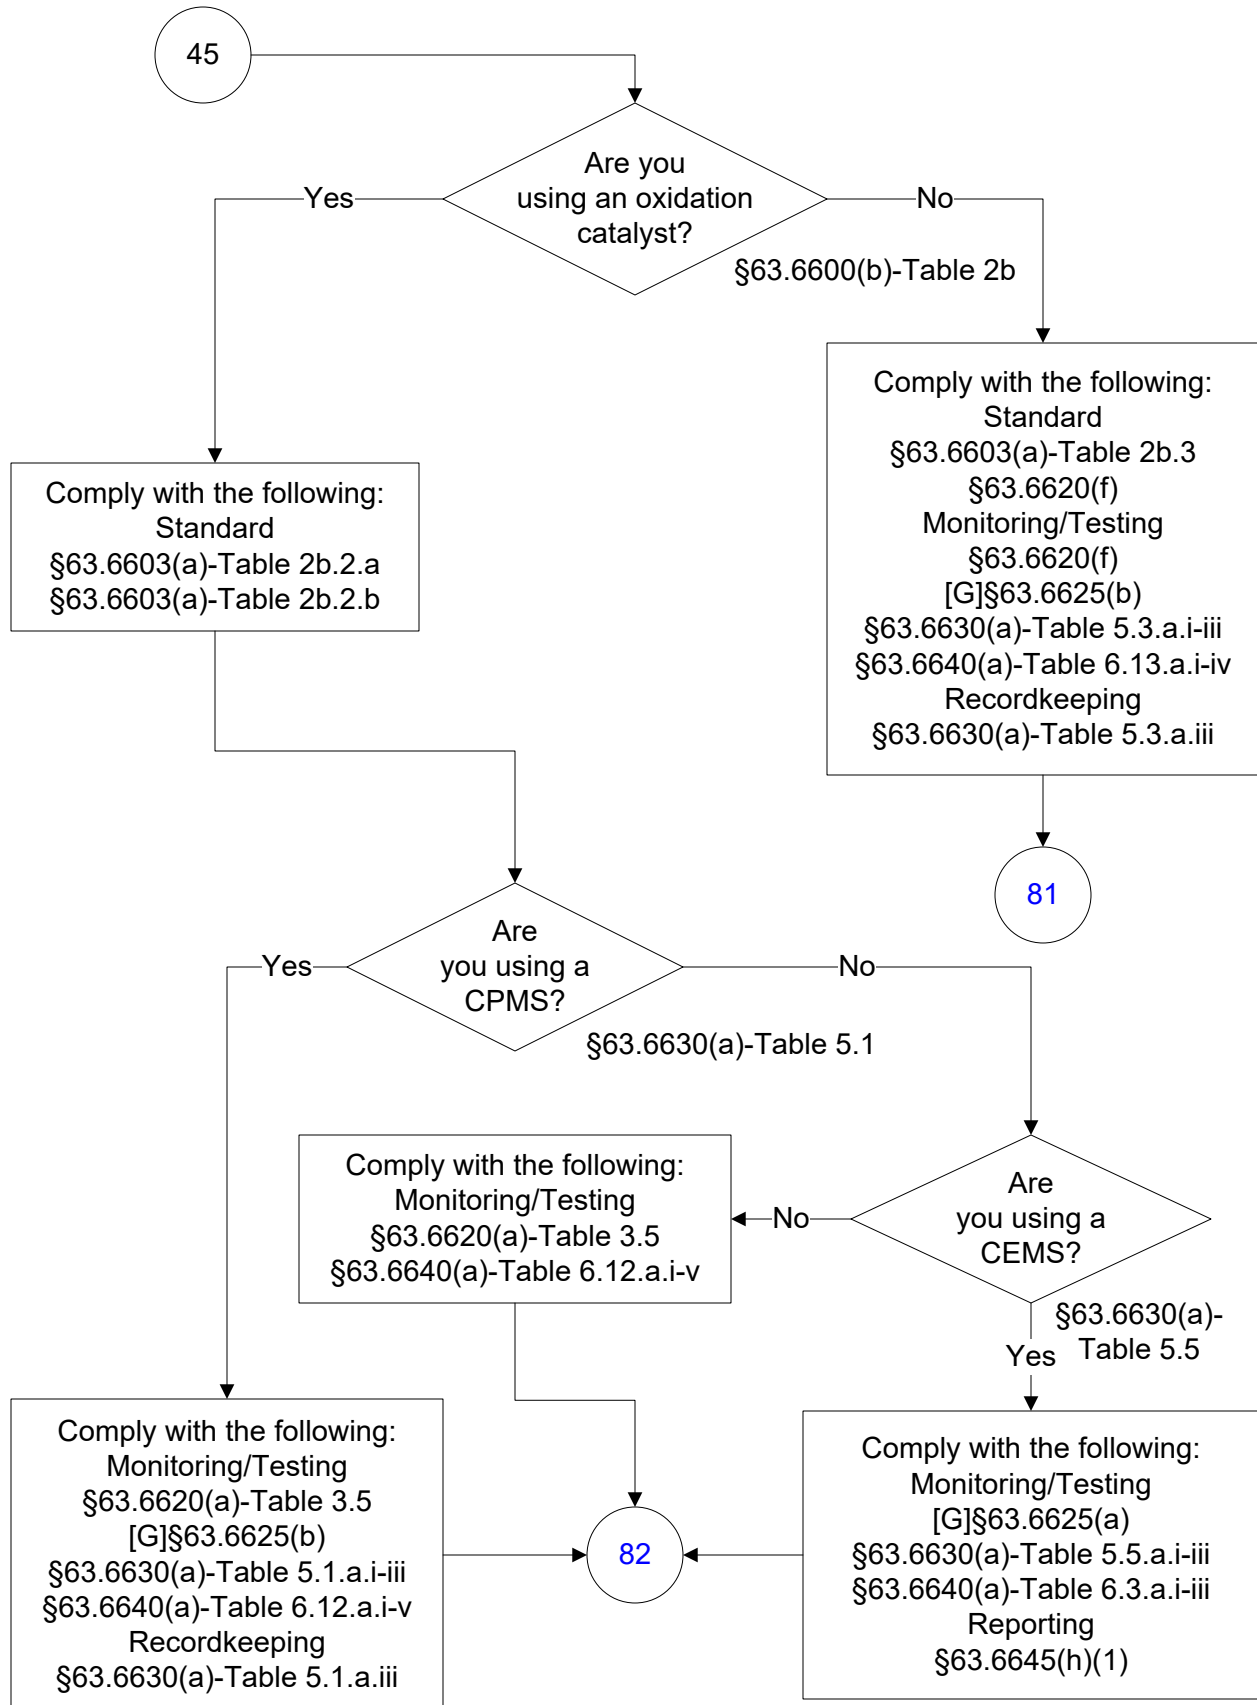 45
Are you
using an oxidation
catalyst?
Yes
No
§63.6600(b)-Table 2b
Comply with the following:
Standard
§63.6603(a)-Table 2b.3
§63.6620(f)
Monitoring/Testing
§63.6620(f)
[G]§63.6625(b)
§63.6630(a)-Table 5.3.a.i-iii
§63.6640(a)-Table 6.13.a.i-iv
Recordkeeping
§63.6630(a)-Table 5.3.a.iii
81
Comply with the following:
Standard
§63.6603(a)-Table 2b.2.a
§63.6603(a)-Table 2b.2.b
Are
you using a
CPMS?
Yes
No
§63.6630(a)-Table 5.1
Are
you using a
CEMS?
No
Yes
§63.6630(a)-
Table 5.5
Comply with the following:
Monitoring/Testing
§63.6620(a)-Table 3.5
§63.6640(a)-Table 6.12.a.i-v
Comply with the following:
Monitoring/Testing
§63.6620(a)-Table 3.5
[G]§63.6625(b)
§63.6630(a)-Table 5.1.a.i-iii
§63.6640(a)-Table 6.12.a.i-v
Recordkeeping
§63.6630(a)-Table 5.1.a.iii
82
Comply with the following:
Monitoring/Testing
[G]§63.6625(a)
§63.6630(a)-Table 5.5.a.i-iii
§63.6640(a)-Table 6.3.a.i-iii
Reporting
§63.6645(h)(1)